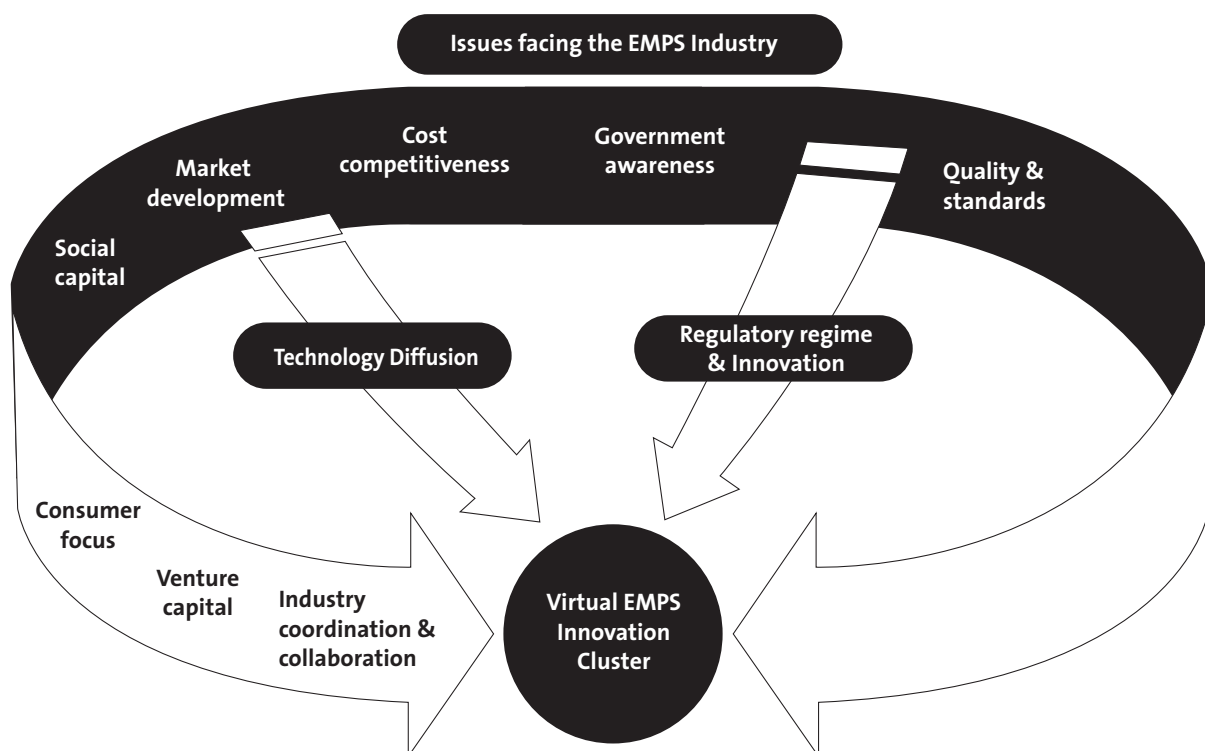 Issues facing the EMPS Industry
Cost
competitiveness
Government
awareness
Market
development
Quality &
standards
Social
capital
Technology Diffusion
Regulatory regime
& Innovation
Consumer
focus
Venture
capital
Industry
coordination &
collaboration
Virtual EMPS
Innovation
Cluster